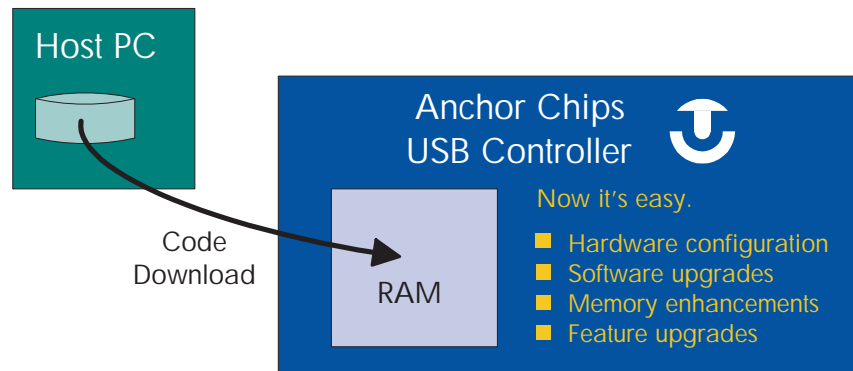 Host PC
Anchor Chips
USB Controller
Now it's easy.
Hardware configuration
Software upgrades
Memory enhancements
Feature upgrades
Code
Download
RAM